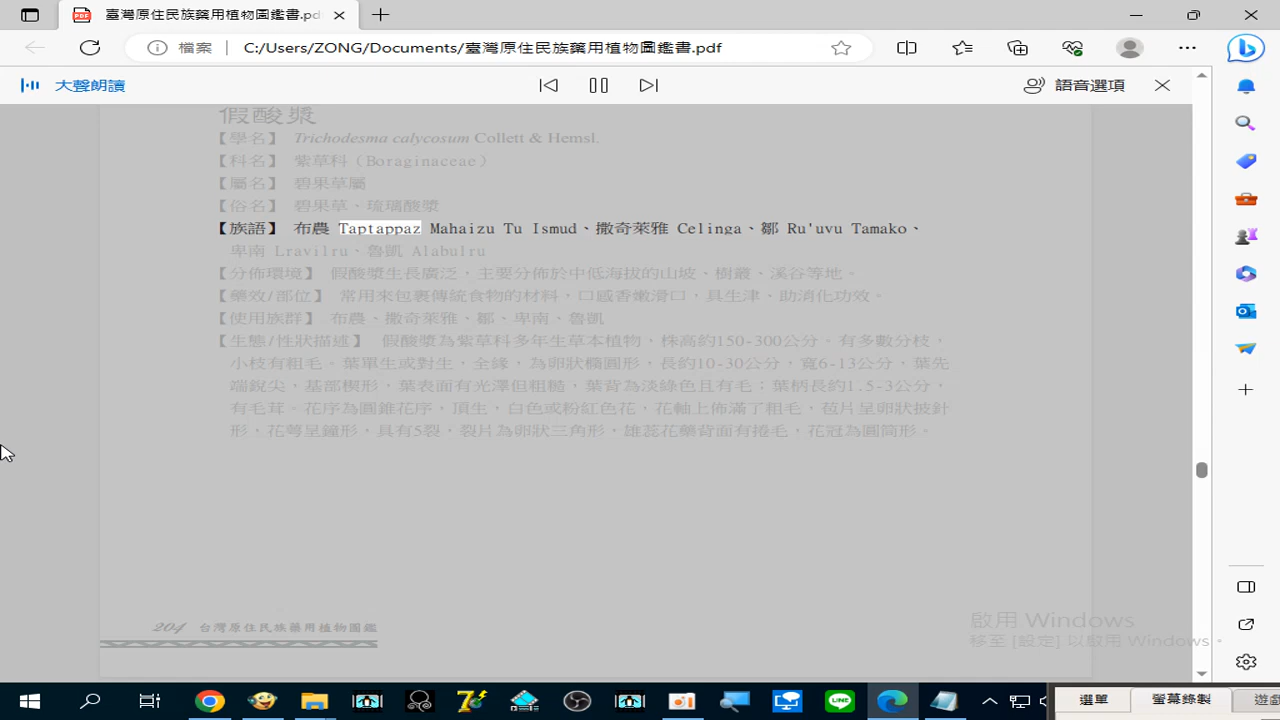 臺灣原住民族藥用植物圖鑑書.pdf
檔案 C:/Users/ZONG/Documents/臺灣原住民族藥用植物圖鑑書.pdf
大聲朗讀
語音選項
假酸漿
【學名】 Trichodesma calycosum Collett & Hemsl.
【科名】 紫草科（Boraginaceae）
【屬名】 碧果草屬
【俗名】 碧果草、琉璃酸漿
【族語】 布農 Taptappaz Mahaizu Tu Ismud、撒奇萊雅 Celinga、鄒 Ru'uvu Tamako、
卑南 Lravilru、魯凱 Alabulru
【分佈環境】 假酸漿生長廣泛，主要分佈於中低海拔的山坡、樹叢、溪谷等地。
【藥效/部位】 常用來包裹傳統食物的材料，口感香嫩滑口，具生津、助消化功效。
【使用族群】 布農、撒奇萊雅、鄒、卑南、魯凱
【生態/性狀描述】 假酸漿為紫草科多年生草本植物，株高約150-300公分。有多數分枝，
小枝有粗毛。葉單生或對生，全緣，為卵狀橢圓形，長約10-30公分，寬6-13公分，葉先
端銳尖，基部楔形，葉表面有光澤但粗糙，葉背為淡綠色且有毛；葉柄長約1.5-3公分，
有毛茸。花序為圓錐花序，頂生，白色或粉紅色花，花軸上佈滿了粗毛，苞片呈卵狀披針
形，花萼呈鐘形，具有5裂，裂片為卵狀三角形，雄蕊花藥背面有捲毛，花冠為圓筒形。
204 台灣原住民族藥用植物圖鑑
啟用 Windows
移至 [設定] 以啟用 Windows。
選單
螢幕錄製